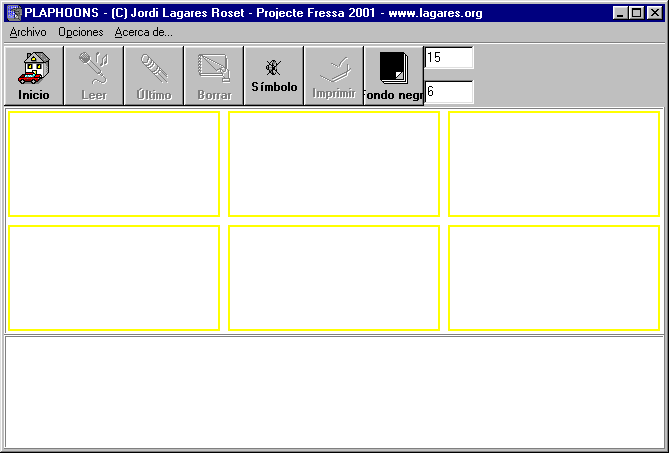 PLAPHOONS - (C) Jordi Lagares Roset - Projecte Fressa 2001 - www.lagares.org
Archivo Opciones Acerca de...
Inicio Leer Último Borrar Símbolo Imprimir Fondo negr 15
6